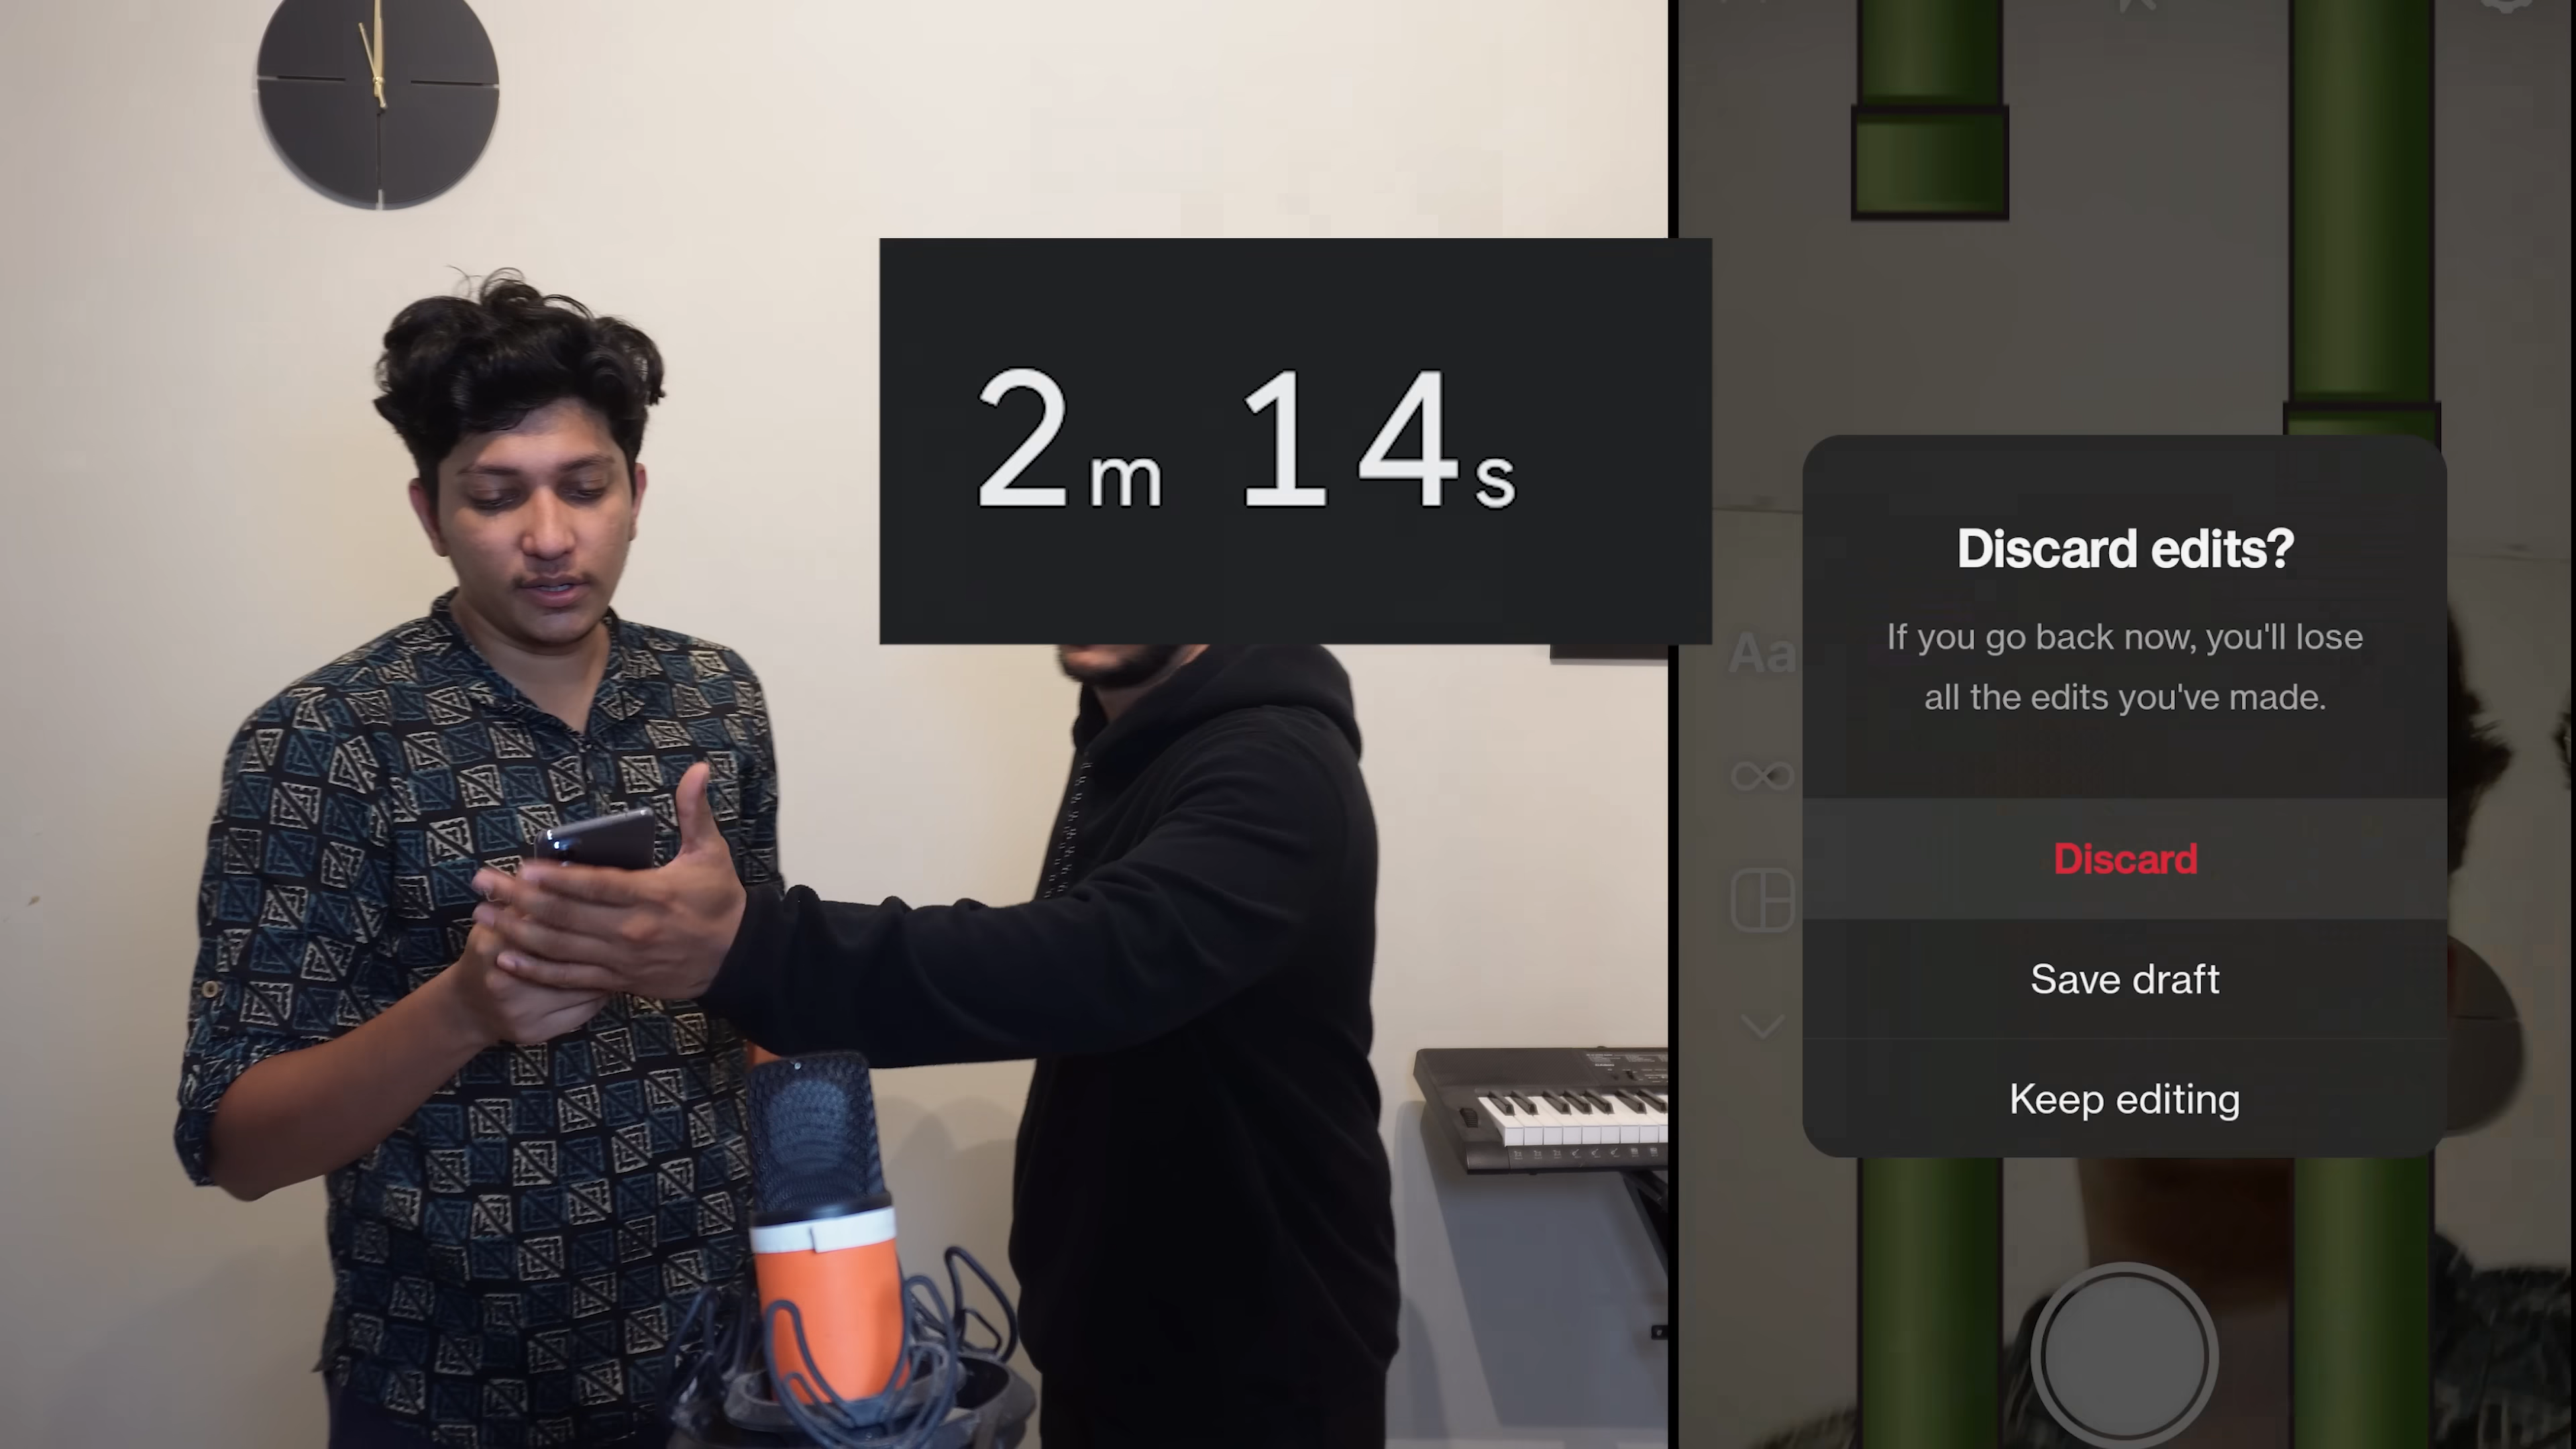 2m 14s
Discard edits?
If you go back now, you'll lose
all the edits you've made.
Aa
Discard
Save draft
Keep editing